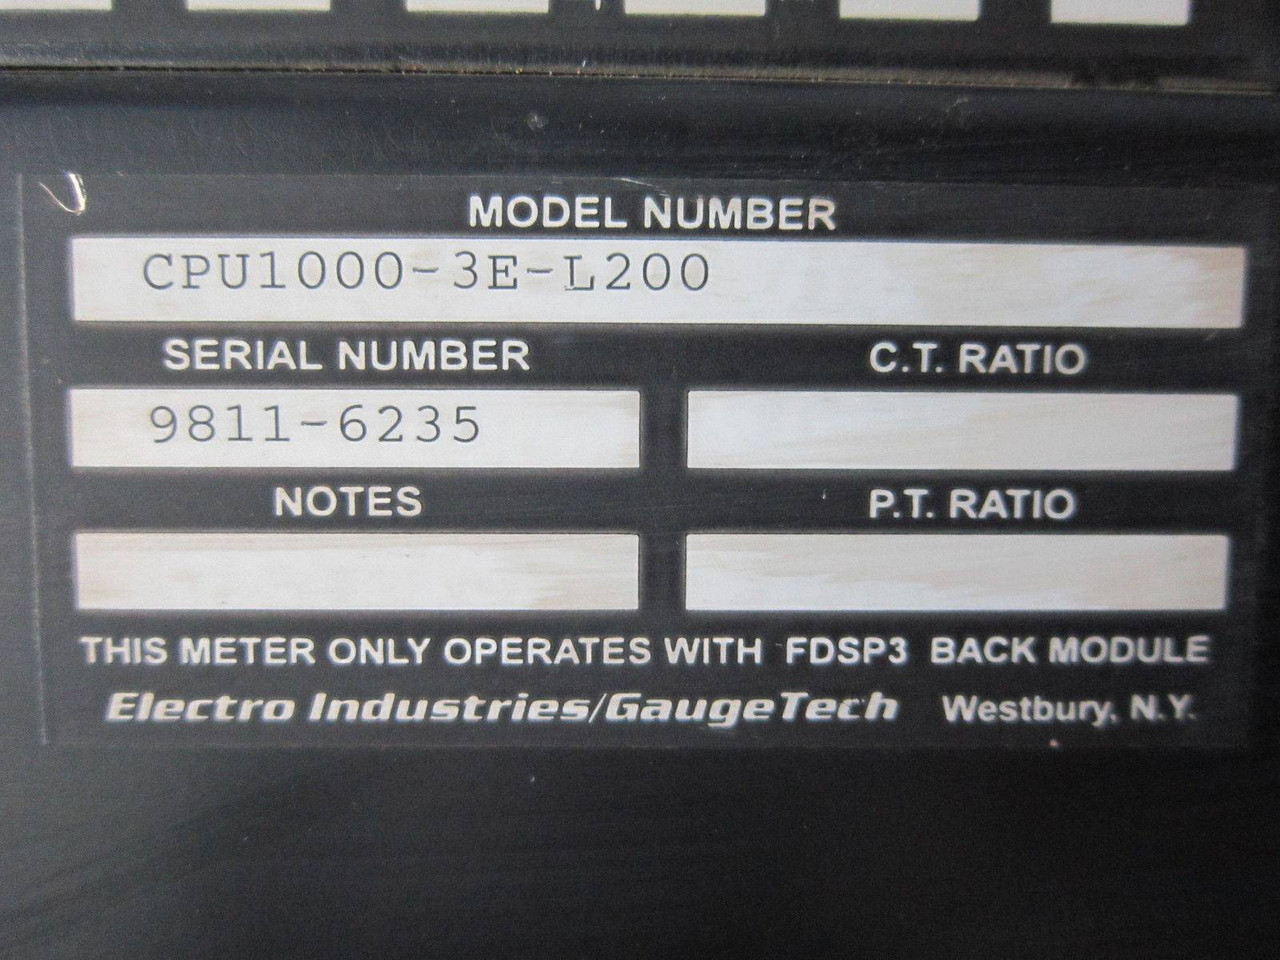 MODEL NUMBER
CPU1000-3E-L200
SERIAL NUMBER
C.T. RATIO
9811-6235
NOTES
P.T. RATIO
THIS METER ONLY OPERATES WITH FDSP3 BACK MODULE
Electro Industries/GaugeTech Westbury, N.Y.